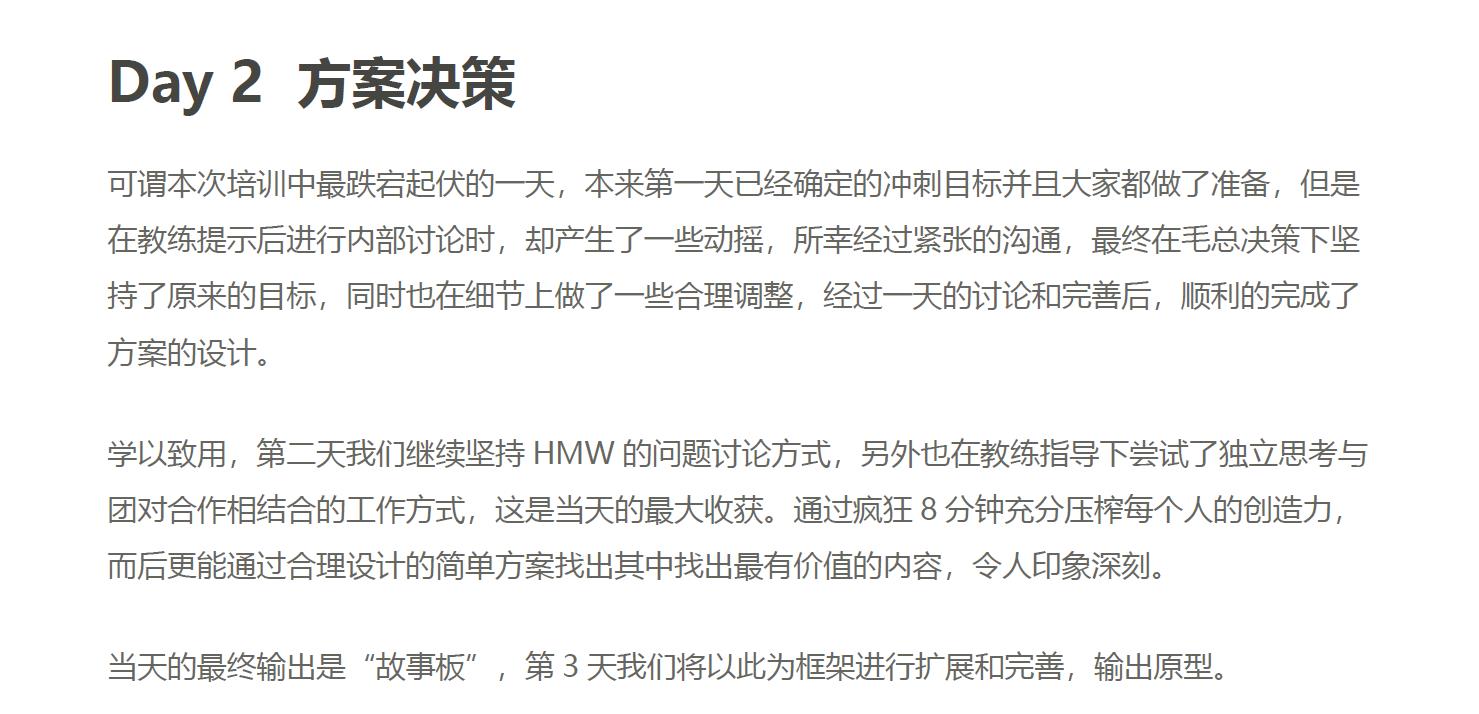 Day 2 方案决策
可谓本次培训中最跌宕起伏的一天，本来第一天已经确定的冲刺目标并且大家都做了准备，但是
在教练提示后进行内部讨论时，却产生了一些动摇，所幸经过紧张的沟通，最终在毛总决策下坚
持了原来的目标，同时也在细节上做了一些合理调整，经过一天的讨论和完善后，顺利的完成了
方案的设计。
学以致用，第二天我们继续坚持 HMW 的问题讨论方式，另外也在教练指导下尝试了独立思考与
团对合作相结合的工作方式，这是当天的最大收获。通过疯狂 8 分钟充分压榨每个人的创造力，
而后更能通过合理设计的简单方案找出其中找出最有价值的内容，令人印象深刻。
当天的最终输出是“故事板”，第 3 天我们将以此为框架进行扩展和完善，输出原型。